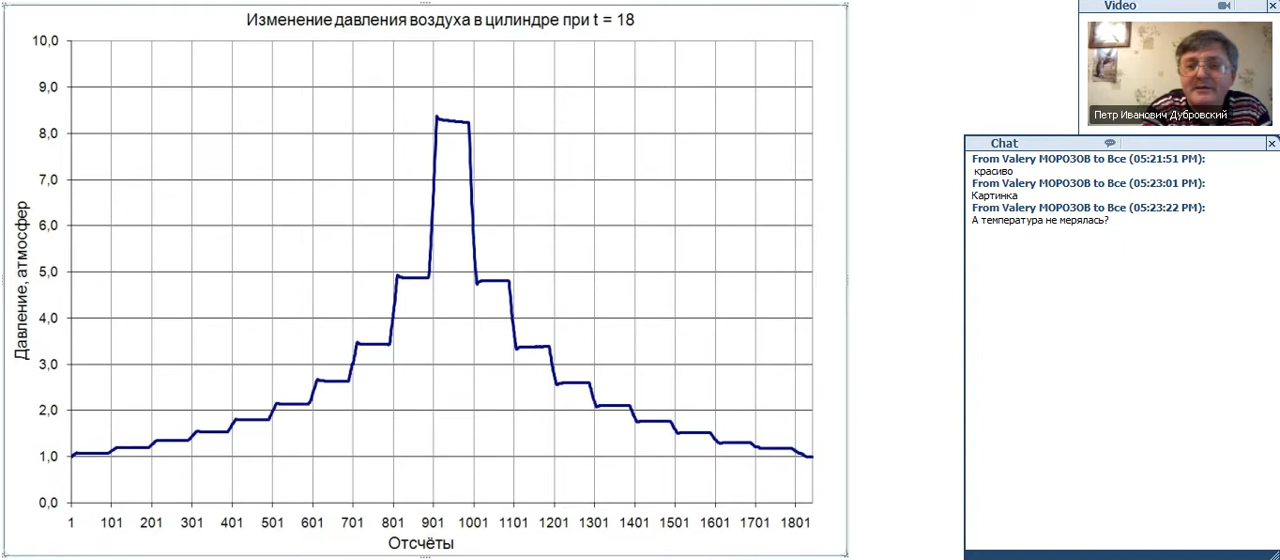 Изменение давления воздуха в цилиндре при t = 18
10,0
9,0
8,0
7,0
6,0
5,0
4,0
3,0
2,0
1,0
0,0
Давление, атмосфер
1 101 201 301 401 501 601 701 801 901 1001 1101 1201 1301 1401 1501 1601 1701 1801
Отсчёты
Video
Петр Иванович Дубровский
Chat
From Valery МОРОЗОВ to Все (05:21:51 PM):
красиво
From Valery МОРОЗОВ to Все (05:23:01 PM):
Картинка
From Valery МОРОЗОВ to Все (05:23:22 PM):
А температура не мерялась?